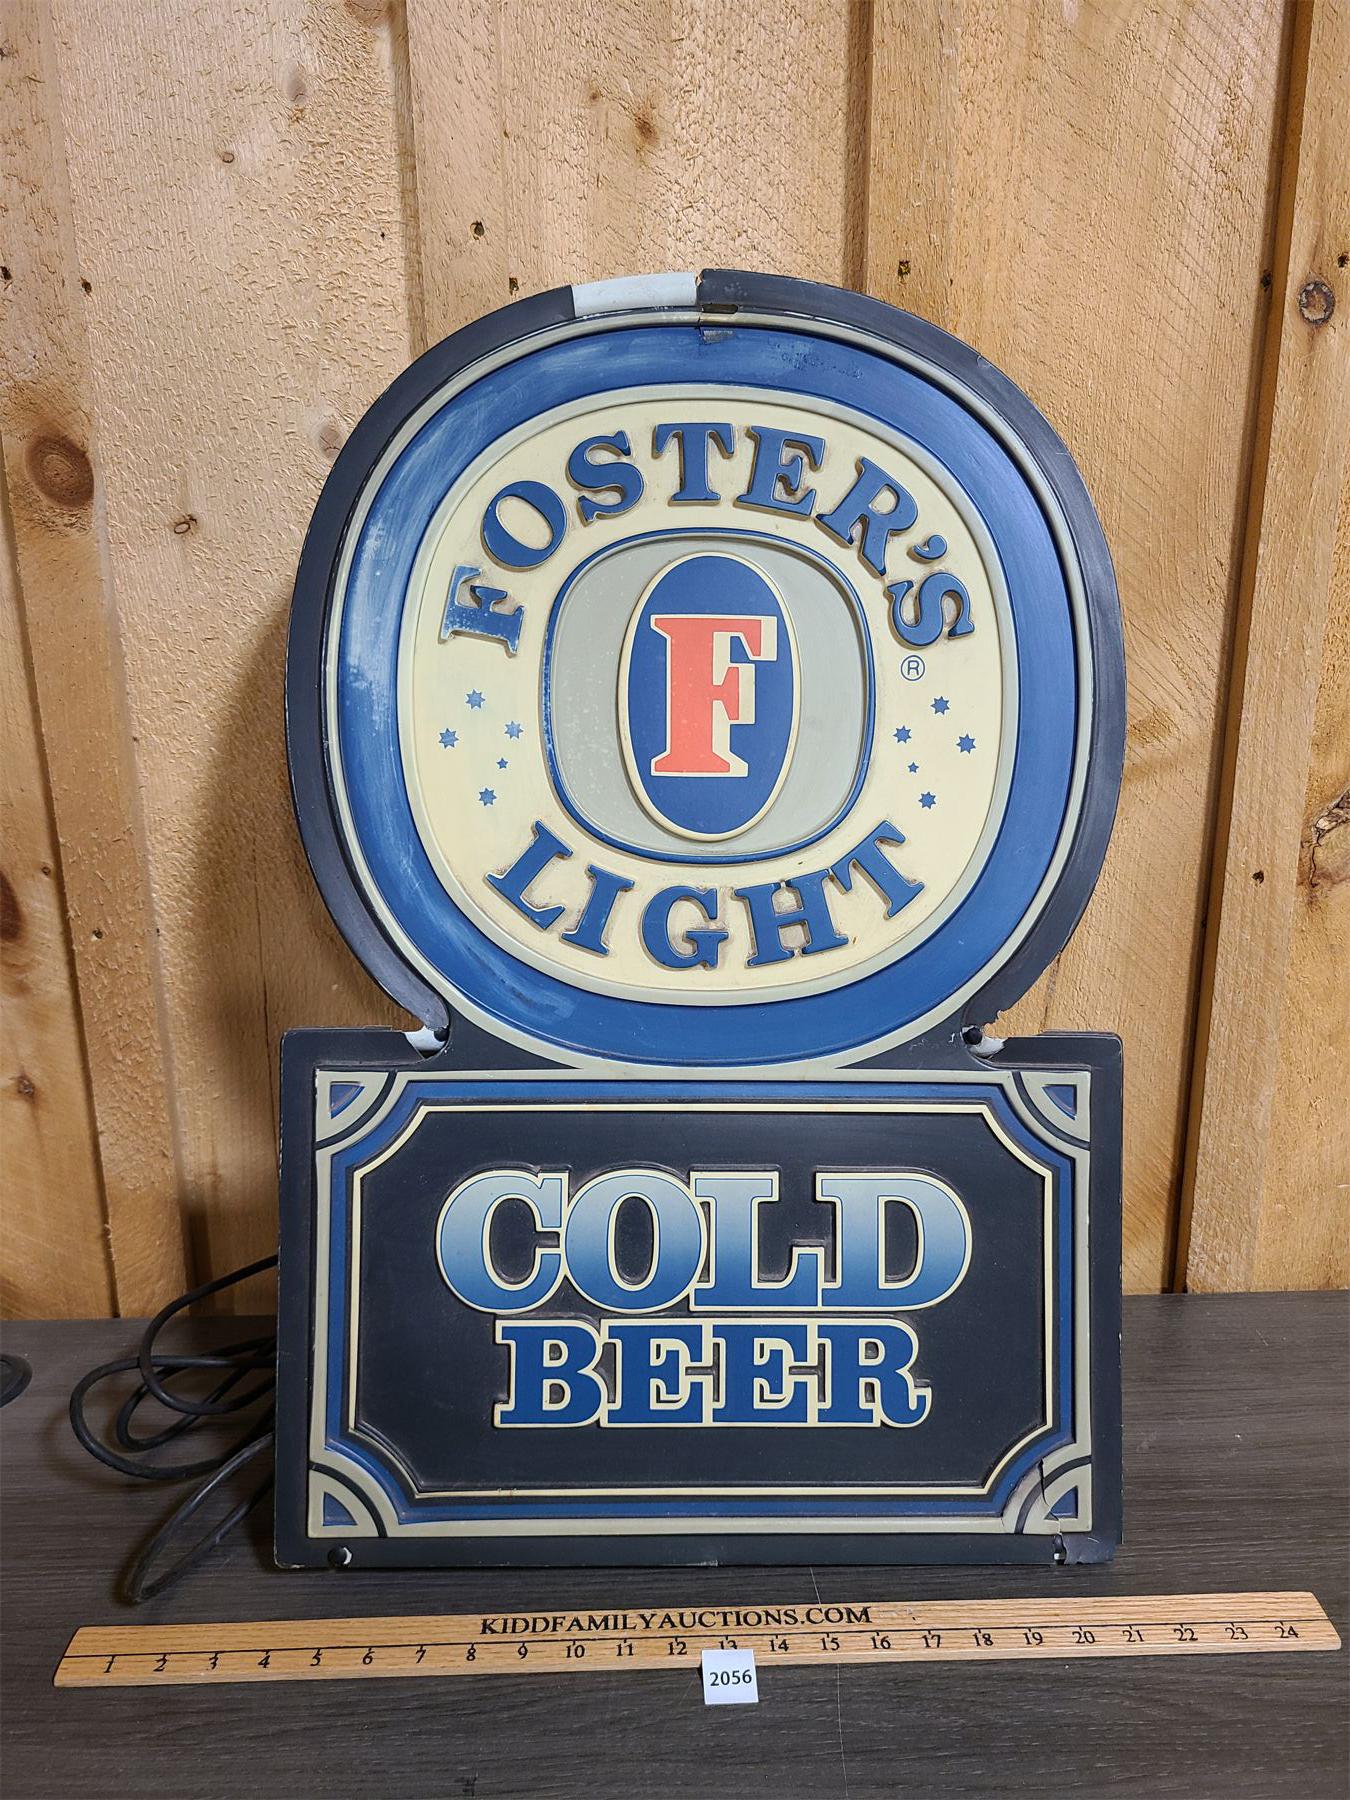 FOSTER'S
®
F
LIGHT
COLD
BEER
KIDDFAMILYAUCTIONS.COM
1 2 3 4 5 6 7 8 9 10 11 12 13 14 15 16 17 18 19 20 21 22 23 24
2056